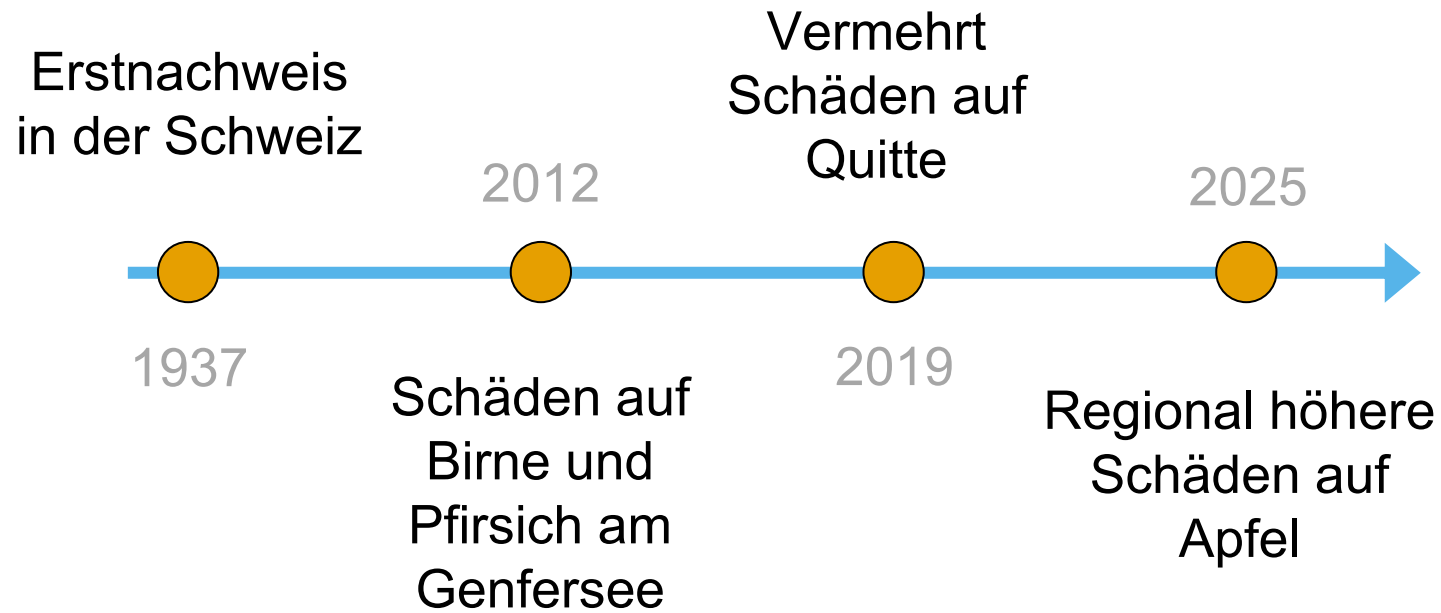 Erstnachweis
in der Schweiz
1937
2012
Schäden auf
Birne und
Pfirsich am
Genfersee
Vermehrt
Schäden auf
Quitte
2019
2025
Regional höhere
Schäden auf
Apfel